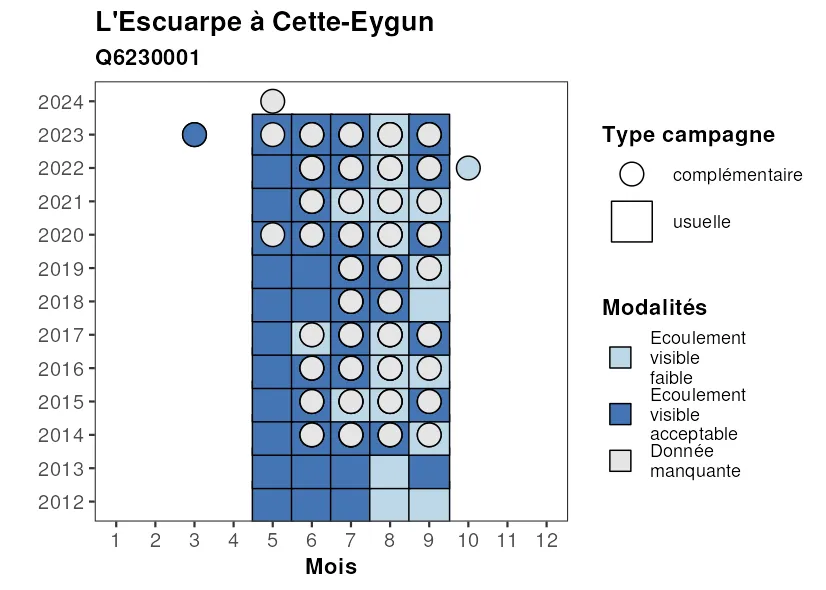 L'Escuarpe à Cette-Eygun
Q6230001
2024
2023
2022
2021
2020
2019
2018
2017
2016
2015
2014
2013
2012
1 2 3 4 5 6 7 8 9 10 11 12
Mois
Type campagne
complémentaire
usuelle
Modalités
Ecoulement
visible
faible
Ecoulement
visible
acceptable
Donnée
manquante